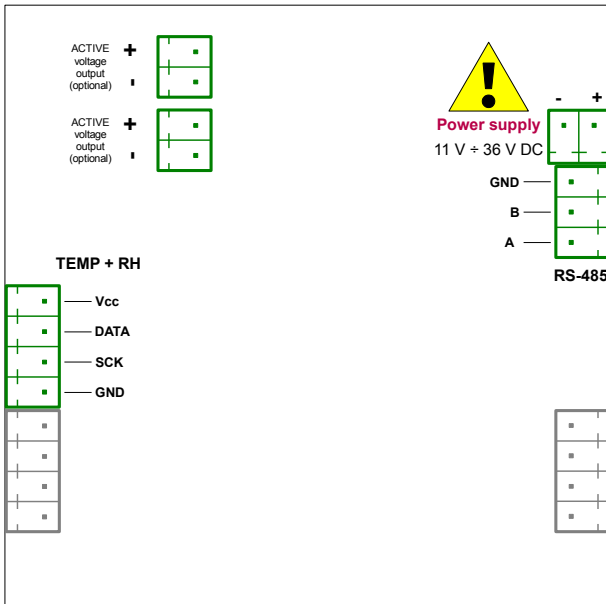 ACTIVE +
voltage
output
(optional) -
ACTIVE +
voltage
output
(optional) -
!
- +
Power supply
11 V ÷ 36 V DC
GND
B
A
RS-485
TEMP + RH
Vcc
DATA
SCK
GND